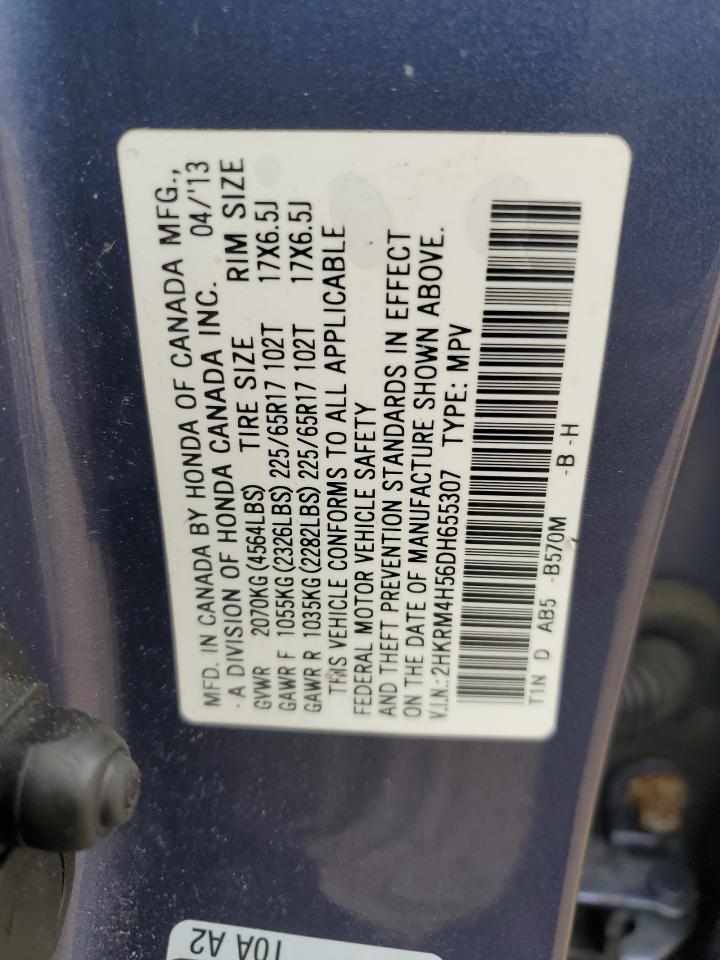 MFD. IN CANADA BY HONDA OF CANADA MFG.,
· A DIVISION OF HONDA CANADA INC. 04/'13
GVWR 2070KG(4564LBS) TIRE SIZE RIM SIZE
GAWR F 1055KG(2326LBS) 225/65R17 102T 17X6.5J
GAWR R 1035KG(2282LBS) 225/65R17 102T 17X6.5J
THIS VEHICLE CONFORMS TO ALL APPLICABLE
FEDERAL MOTOR VEHICLE SAFETY
AND THEFT PREVENTION STANDARDS IN EFFECT
ON THE DATE OF MANUFACTURE SHOWN ABOVE.
V.I.N.:2HKRM4H56DH655307 TYPE: MPV
T1N D AB5 -B570M -B -H
10A A2